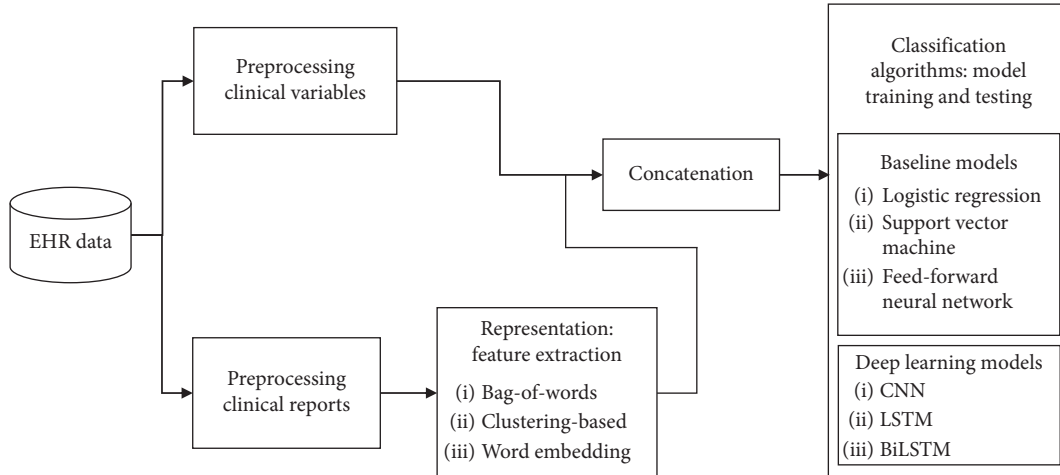 EHR data
Preprocessing
clinical variables
Preprocessing
clinical reports
Representation:
feature extraction
(i) Bag-of-words
(ii) Clustering-based
(iii) Word embedding
Concatenation
Classification
algorithms: model
training and testing
Baseline models
(i) Logistic regression
(ii) Support vector
machine
(iii) Feed-forward
neural network
Deep learning models
(i) CNN
(ii) LSTM
(iii) BiLSTM